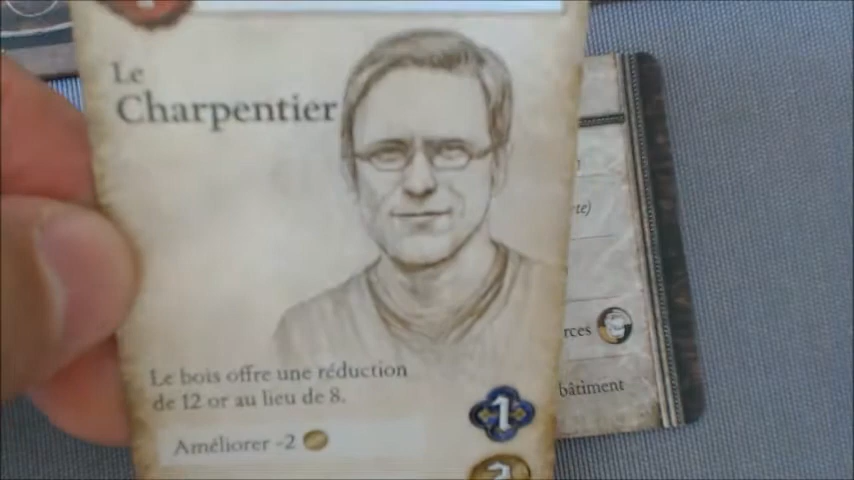 Le
Charpentier
te)
rces
Le bois offre une réduction
de 12 or au lieu de 8.
bâtiment
1
Améliorer -2